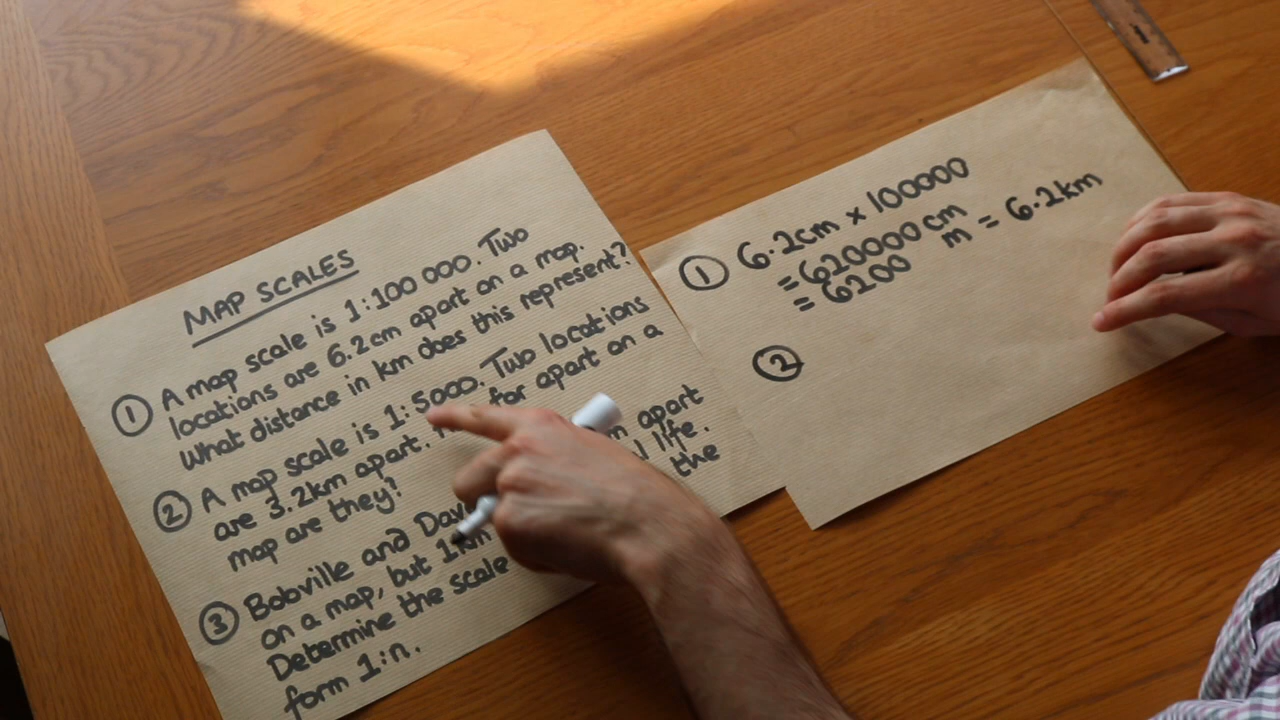 MAP SCALES
① A map scale is 1:100 000. Two
locations are 6.2cm apart on a map.
What distance in km does this represent?
② A map scale is 1:5000. Two locations
are 3.2km apart. far apart on a
map are they?
③ Bobville and apart
on a map, but 1km life.
Determine the scale the
form 1:n.
① 6.2cm × 100000
= 620000 cm
= 6200 m = 6.2km
②